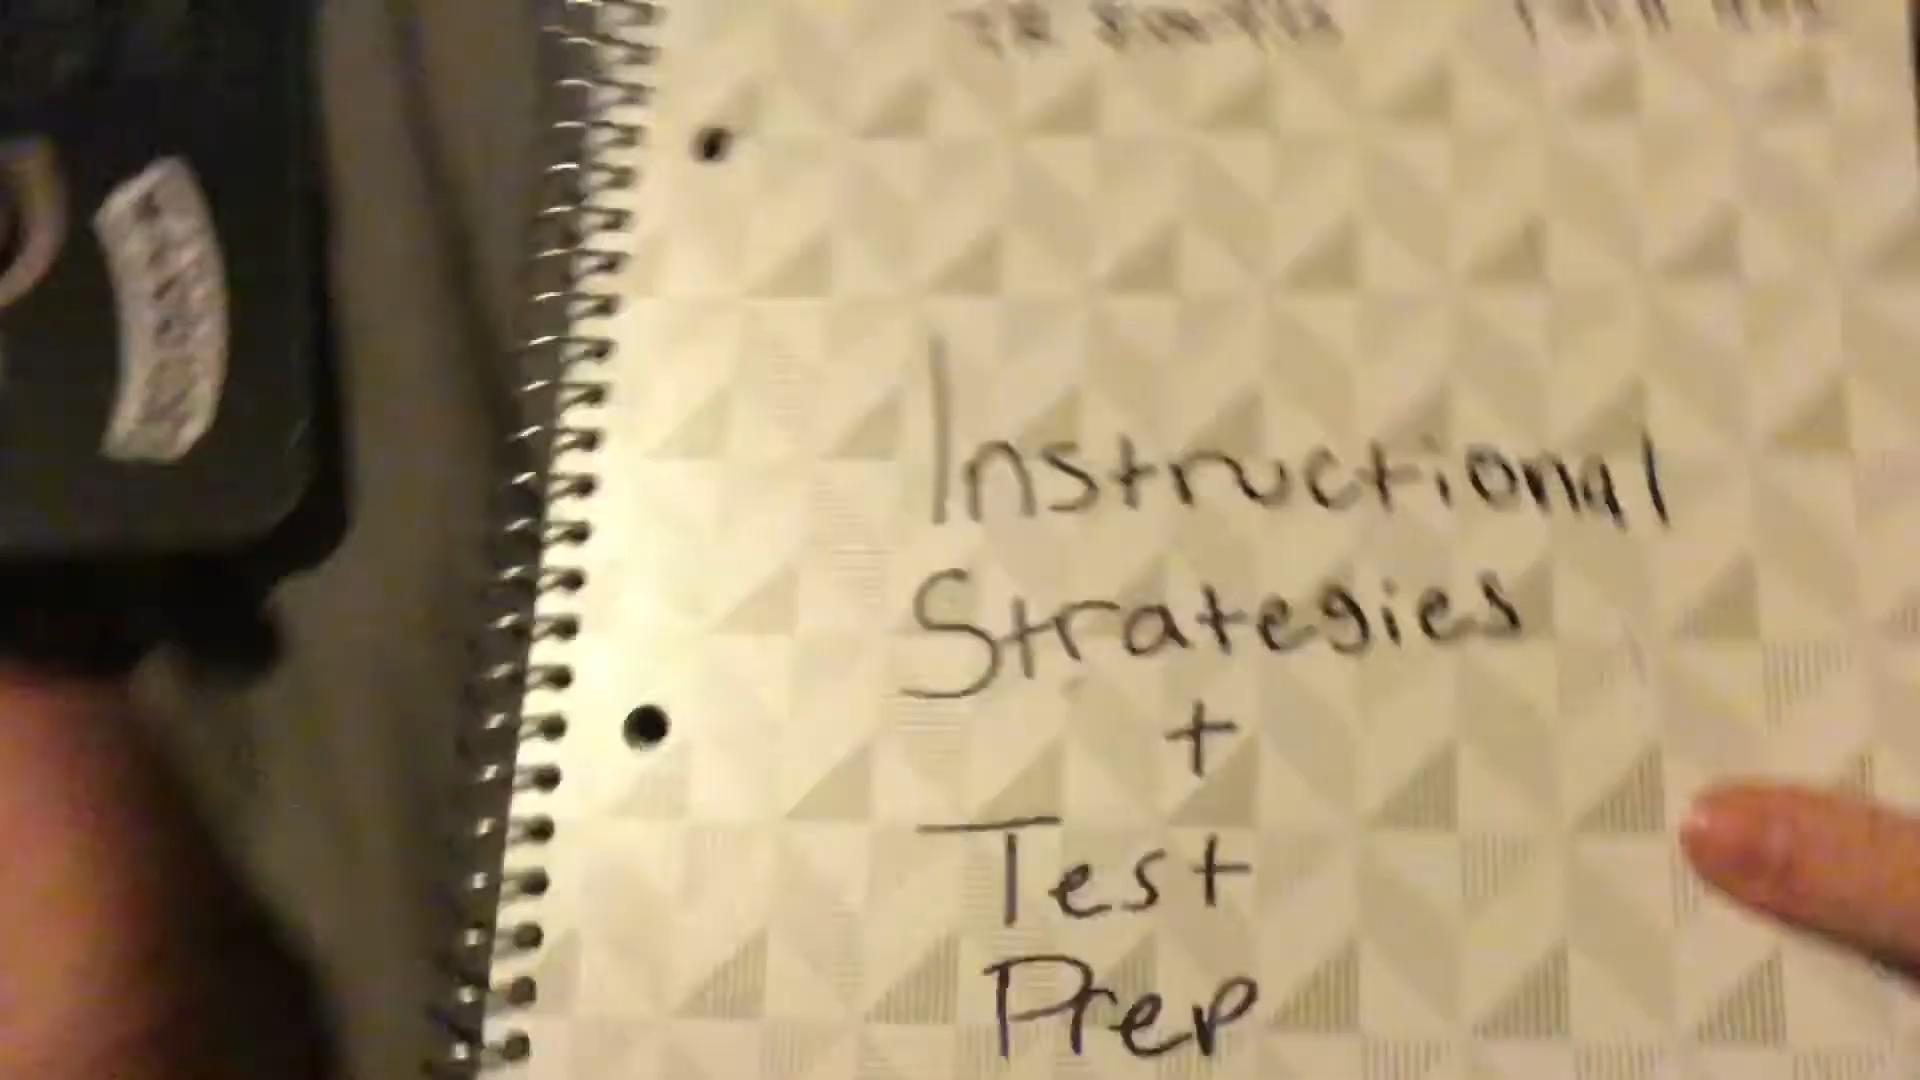 Instructional
Strategies
+
Test
Prep